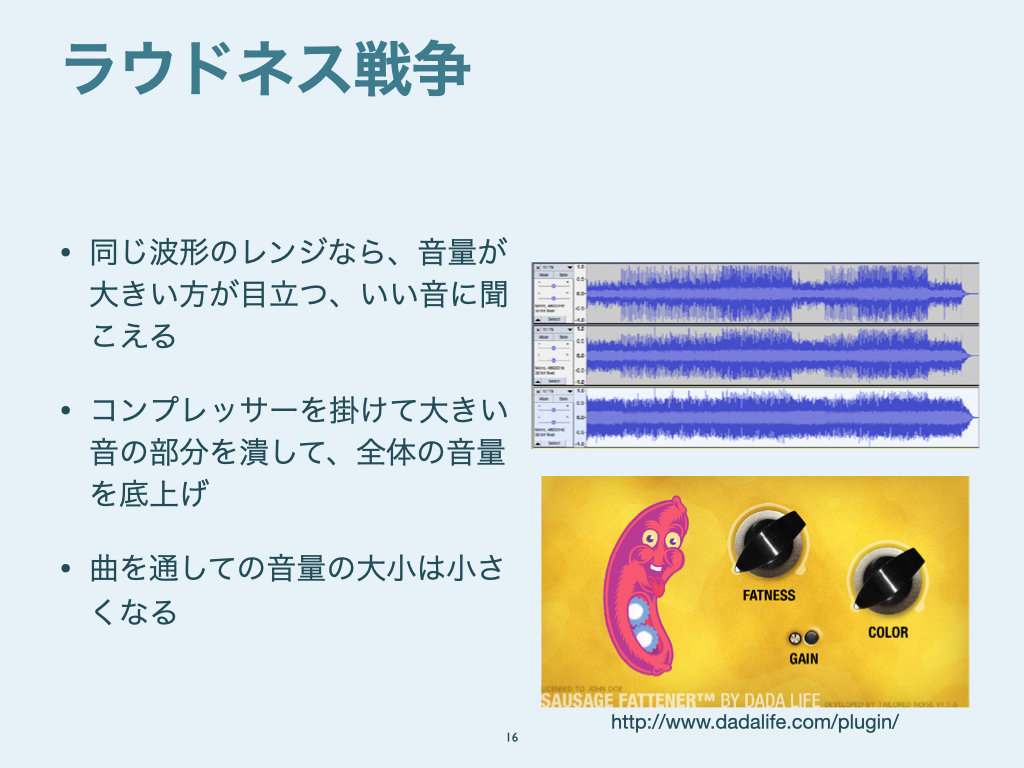 ラウドネス戦争
• 同じ波形のレンジなら、音量が
大きい方が目立つ、いい音に聞
こえる
• コンプレッサーを掛けて大きい
音の部分を潰して、全体の音量
を底上げ
• 曲を通しての音量の大小は小さ
くなる
FATNESS
COLOR
GAIN
LICENSED TO JOHN DOE
SAUSAGE FATTENER™ BY DADA LIFE
DEVELOPED BY TAILORED NOISE
http://www.dadalife.com/plugin/
16